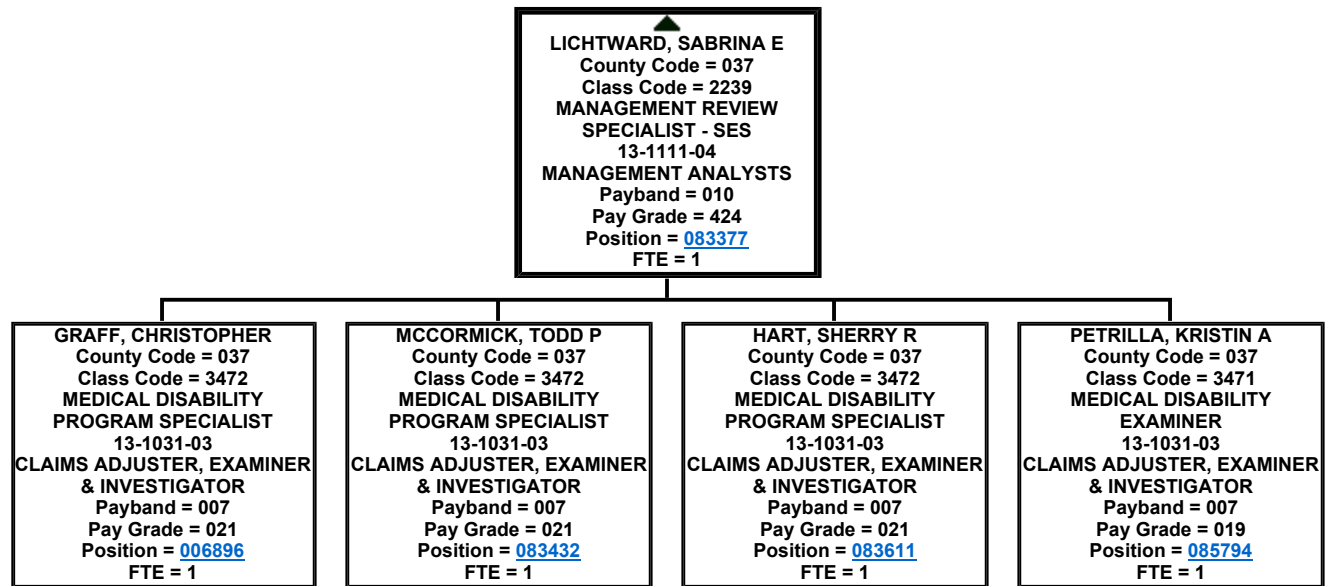 LICHTWARD, SABRINA E
County Code = 037
Class Code = 2239
MANAGEMENT REVIEW
SPECIALIST - SES
13-1111-04
MANAGEMENT ANALYSTS
Payband = 010
Pay Grade = 424
Position = 083377
FTE = 1
GRAFF, CHRISTOPHER
County Code = 037
Class Code = 3472
MEDICAL DISABILITY
PROGRAM SPECIALIST
13-1031-03
CLAIMS ADJUSTER, EXAMINER
& INVESTIGATOR
Payband = 007
Pay Grade = 021
Position = 006896
FTE = 1
MCCORMICK, TODD P
County Code = 037
Class Code = 3472
MEDICAL DISABILITY
PROGRAM SPECIALIST
13-1031-03
CLAIMS ADJUSTER, EXAMINER
& INVESTIGATOR
Payband = 007
Pay Grade = 021
Position = 083432
FTE = 1
HART, SHERRY R
County Code = 037
Class Code = 3472
MEDICAL DISABILITY
PROGRAM SPECIALIST
13-1031-03
CLAIMS ADJUSTER, EXAMINER
& INVESTIGATOR
Payband = 007
Pay Grade = 021
Position = 083611
FTE = 1
PETRILLA, KRISTIN A
County Code = 037
Class Code = 3471
MEDICAL DISABILITY
EXAMINER
13-1031-03
CLAIMS ADJUSTER, EXAMINER
& INVESTIGATOR
Payband = 007
Pay Grade = 019
Position = 085794
FTE = 1